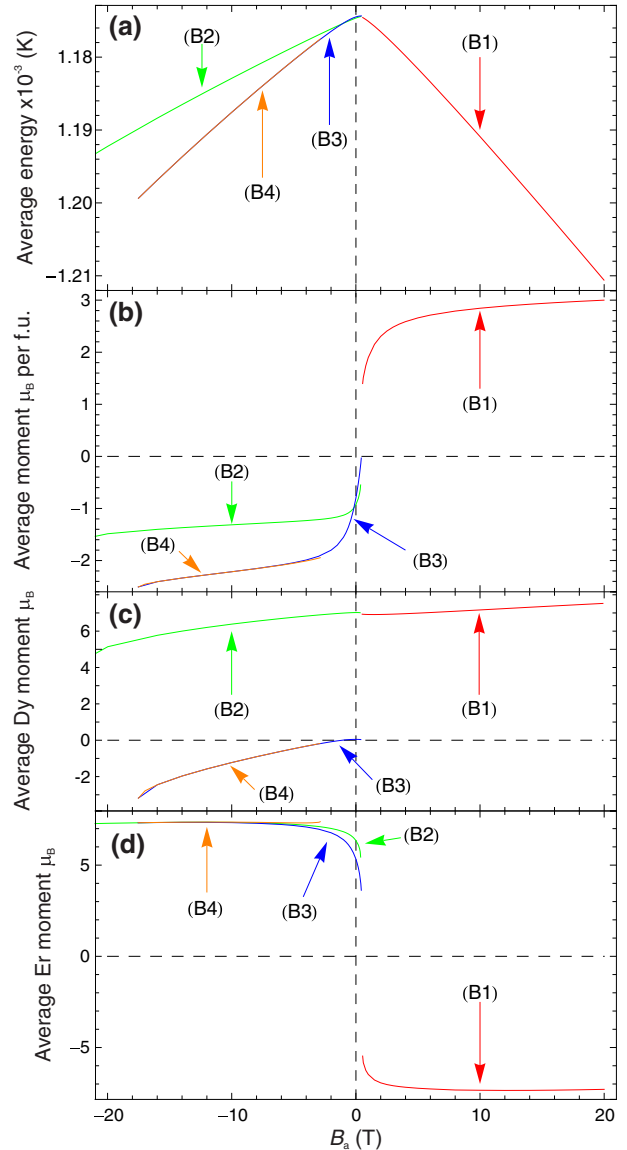 (a)
(B2)
(B1)
(B3)
(B4)
1.18
1.19
1.20
−1.21
Average energy x10⁻³ (K)
(b)
3
2
1
0
-1
-2
(B1)
(B2)
(B4)
(B3)
Average moment μB per f.u.
(c)
6
4
2
0
-2
(B2)
(B1)
(B3)
(B4)
Average Dy moment μB
(d)
5
0
−5
(B2)
(B4)
(B3)
(B1)
Average Er moment μB
−20
−10
0
10
20
Ba (T)